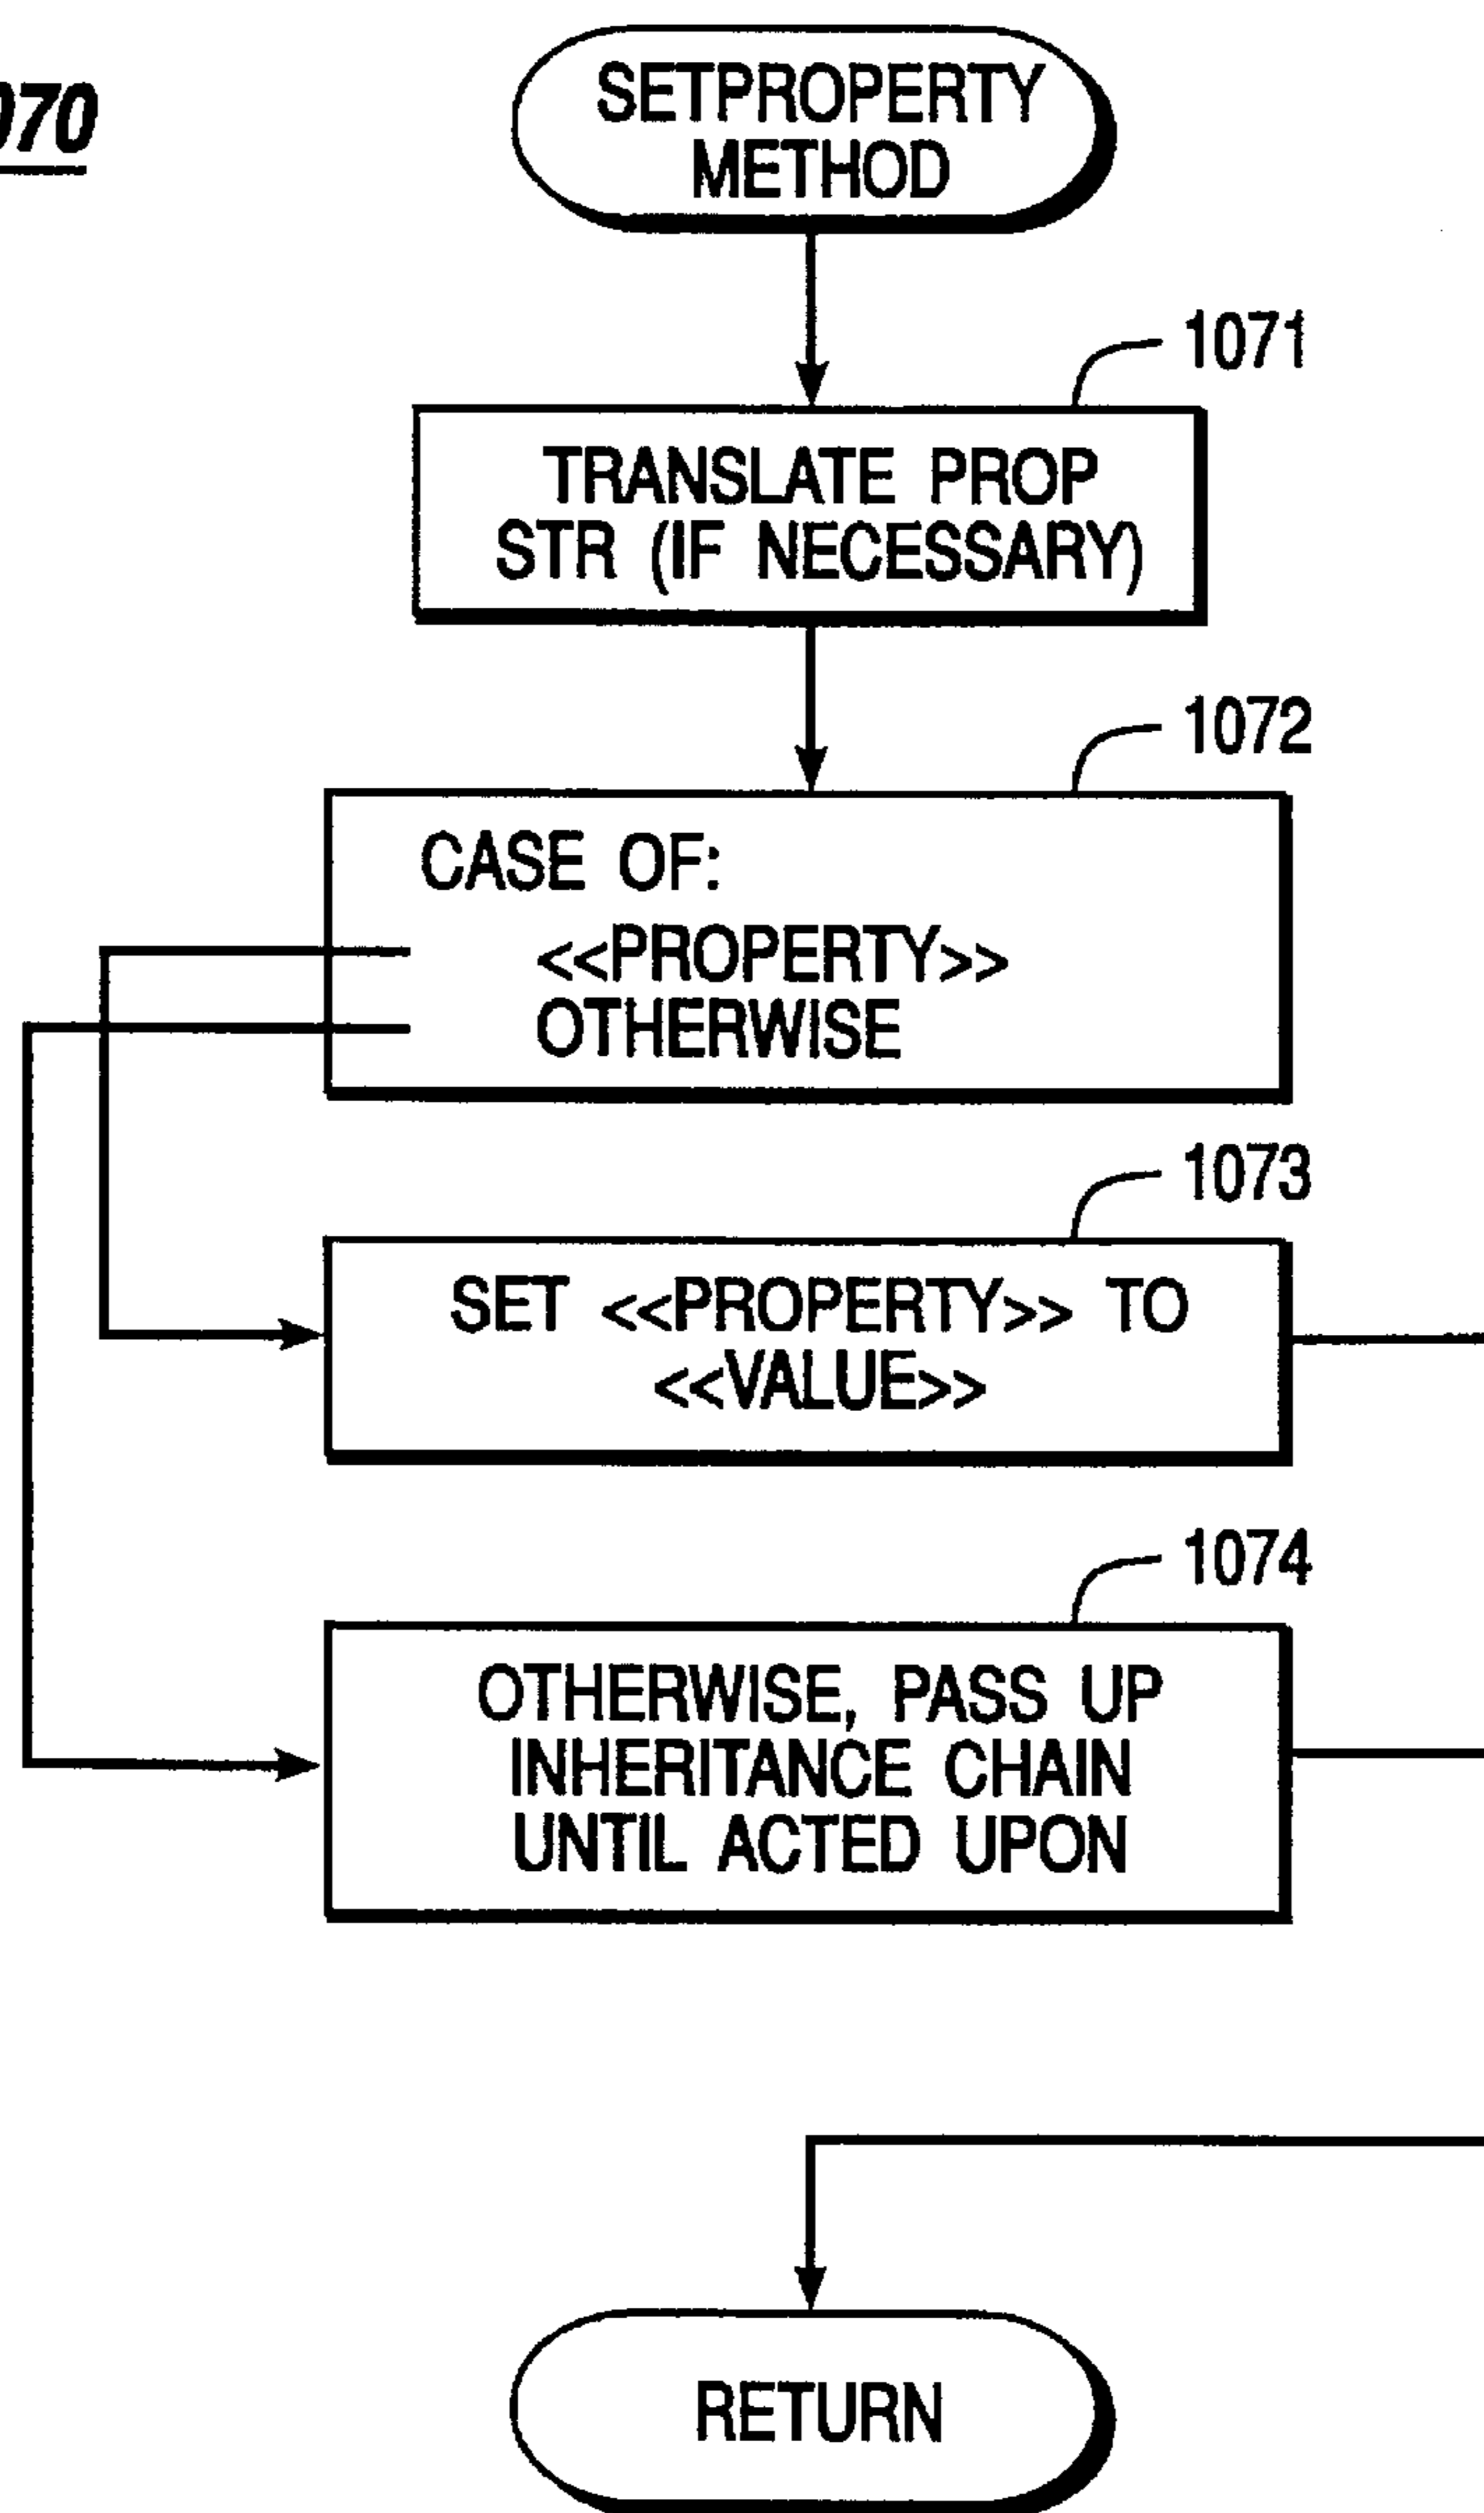 070
SETPROPERTY
METHOD
1071
TRANSLATE PROP
STR (IF NECESSARY)
1072
CASE OF:
<<PROPERTY>>
OTHERWISE
1073
SET <<PROPERTY>> TO
<<VALUE>>
1074
OTHERWISE, PASS UP
INHERITANCE CHAIN
UNTIL ACTED UPON
RETURN